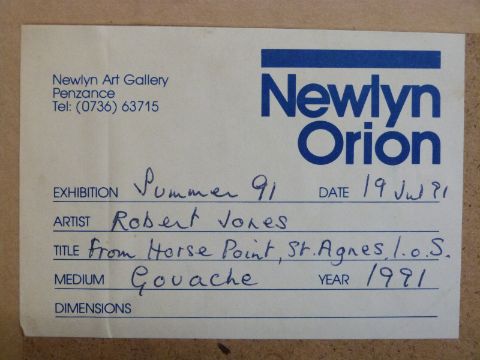 Newlyn Art Gallery
Penzance
Tel: (0736) 63715
Newlyn
Orion
EXHIBITION Summer 91 DATE 19 Jul 91
ARTIST Robert Jones
TITLE from Horse Point, St. Agnes, I.o.S.
MEDIUM Gouache YEAR 1991
DIMENSIONS